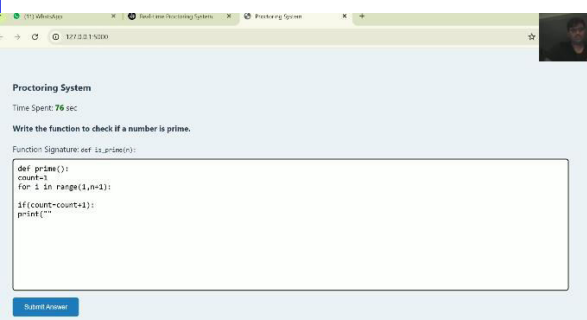 (11) WhatsApp
Real-time Proctoring System
Proctoring System
127.0.0.1:5000
Proctoring System
Time Spent: 76 sec
Write the function to check if a number is prime.
Function Signature: def is_prime(n):
def prime():
count=1
for i in range(1,n+1):
if(count=count+1):
print(""
Submit Answer